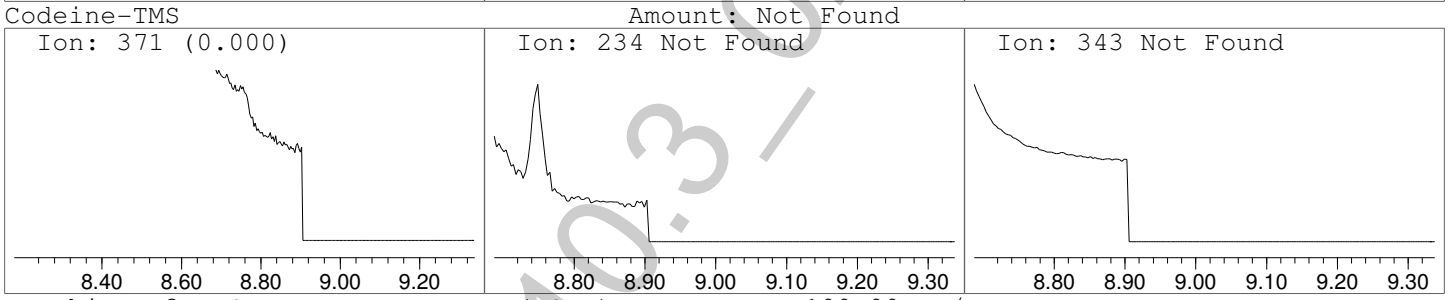 Codeine-TMS Amount: Not Found
Ion: 371 (0.000) Ion: 234 Not Found Ion: 343 Not Found
8.40 8.60 8.80 9.00 9.20 8.80 8.90 9.00 9.10 9.20 9.30 8.80 8.90 9.00 9.10 9.20 9.30